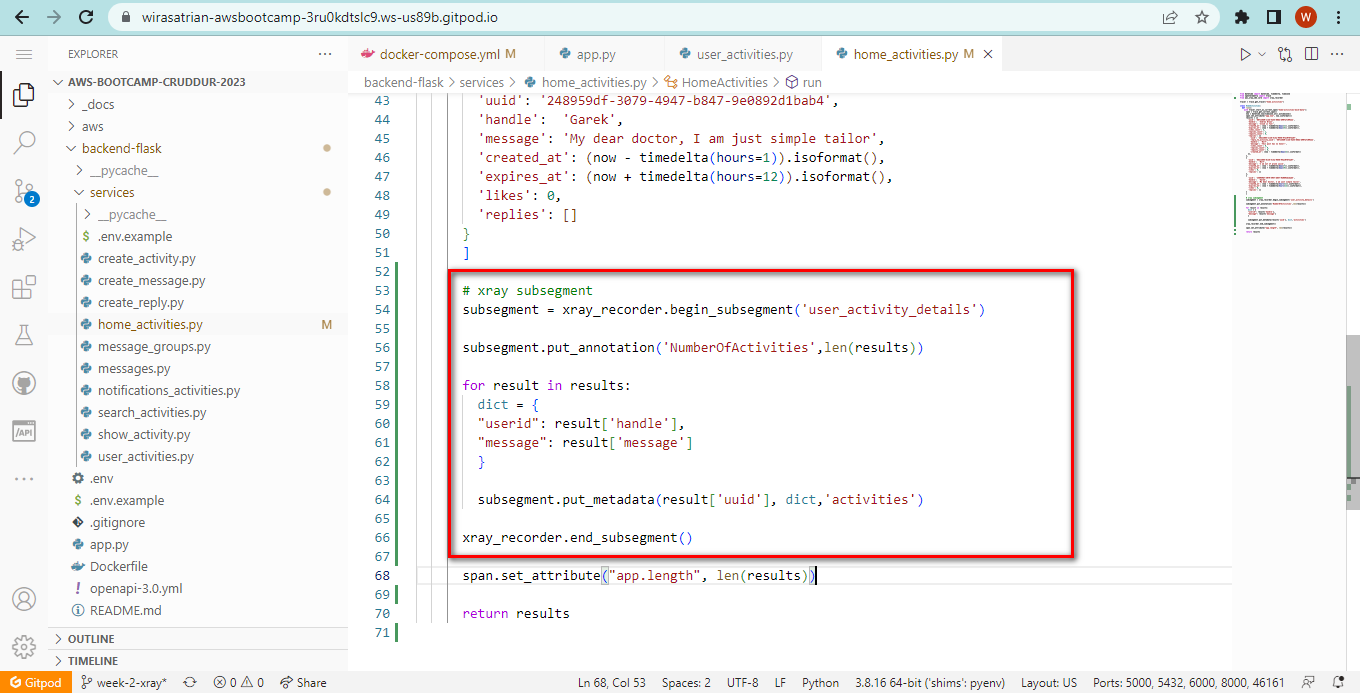 wirasatrian-awsbootcamp-3ru0kdtslc9.ws-us89b.gitpod.io
W
EXPLORER
AWS-BOOTCAMP-CRUDDUR-2023
_docs
aws
backend-flask
__pycache__
services
__pycache__
$ .env.example
create_activity.py
create_message.py
create_reply.py
home_activities.py M
message_groups.py
messages.py
notifications_activities.py
search_activities.py
show_activity.py
user_activities.py
.env
$ .env.example
.gitignore
app.py
Dockerfile
! openapi-3.0.yml
README.md
OUTLINE
TIMELINE
2
/API
docker-compose.yml M
app.py
user_activities.py
home_activities.py M
backend-flask > services > home_activities.py > HomeActivities > run
43 'uuid': '248959df-3079-4947-b847-9e0892d1bab4',
44 'handle':  'Garek',
45 'message': 'My dear doctor, I am just simple tailor',
46 'created_at': (now - timedelta(hours=1)).isoformat(),
47 'expires_at': (now + timedelta(hours=12)).isoformat(),
48 'likes': 0,
49 'replies': []
50 }
51 ]
52
53 # xray subsegment
54 subsegment = xray_recorder.begin_subsegment('user_activity_details')
55
56 subsegment.put_annotation('NumberOfActivities',len(results))
57
58 for result in results:
59 dict = {
60 "userid": result['handle'],
61 "message": result['message']
62 }
63
64 subsegment.put_metadata(result['uuid'], dict,'activities')
65
66 xray_recorder.end_subsegment()
67
68 span.set_attribute("app.length", len(results))
69
70 return results
71
Gitpod
week-2-xray*
0
0
Share
Ln 68, Col 53
Spaces: 2
UTF-8
LF
Python
3.8.16 64-bit ('shims': pyenv)
Layout: US
Ports: 5000, 5432, 6000, 8000, 46161